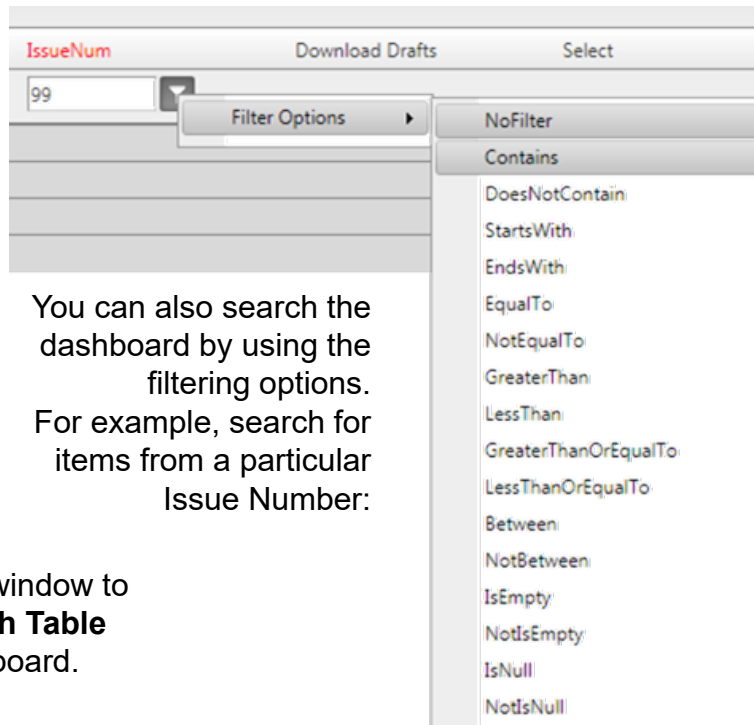 IssueNum Download Drafts Select
99
Filter Options NoFilter
Contains
DoesNotContain
StartsWith
EndsWith
EqualTo
NotEqualTo
GreaterThan
LessThan
GreaterThanOrEqualTo
LessThanOrEqualTo
Between
NotBetween
IsEmpty
NotIsEmpty
IsNull
NotIsNull
You can also search the
dashboard by using the
filtering options.
For example, search for
items from a particular
Issue Number:
window to
Table